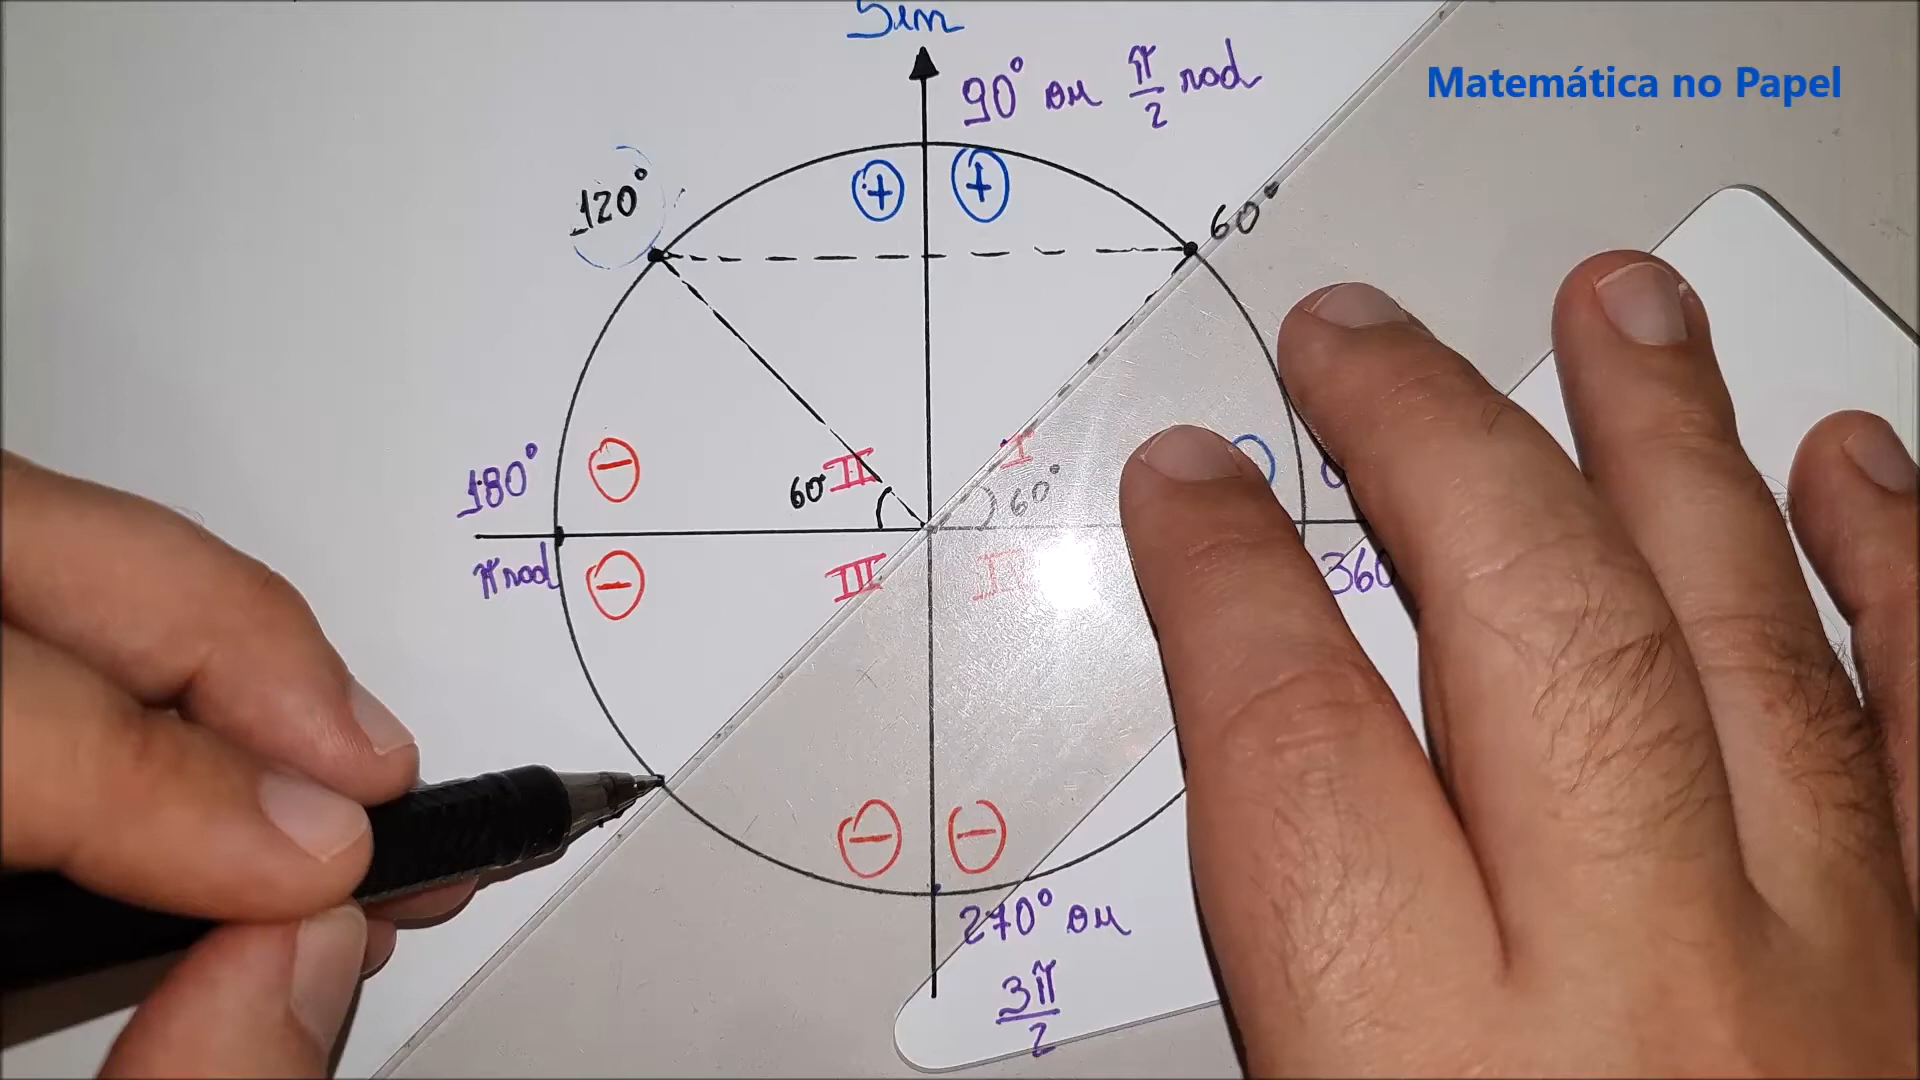 Sen
Matemática no Papel
90° ou π/2 rad
120°
60°
+ +
180° − II I
60° 60°
π rad − III 360
− −
270° ou
3π/2